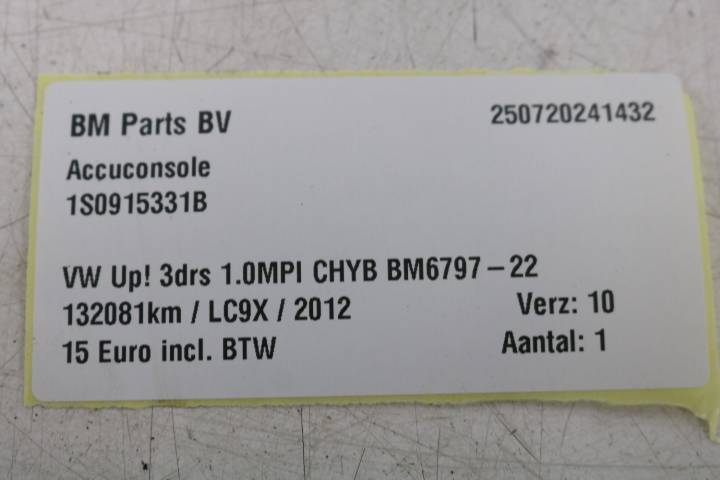 BM Parts BV 250720241432
Accuconsole
1S0915331B
VW Up! 3drs 1.0MPI CHYB BM6797-22
132081km / LC9X / 2012 Verz: 10
15 Euro incl. BTW Aantal: 1